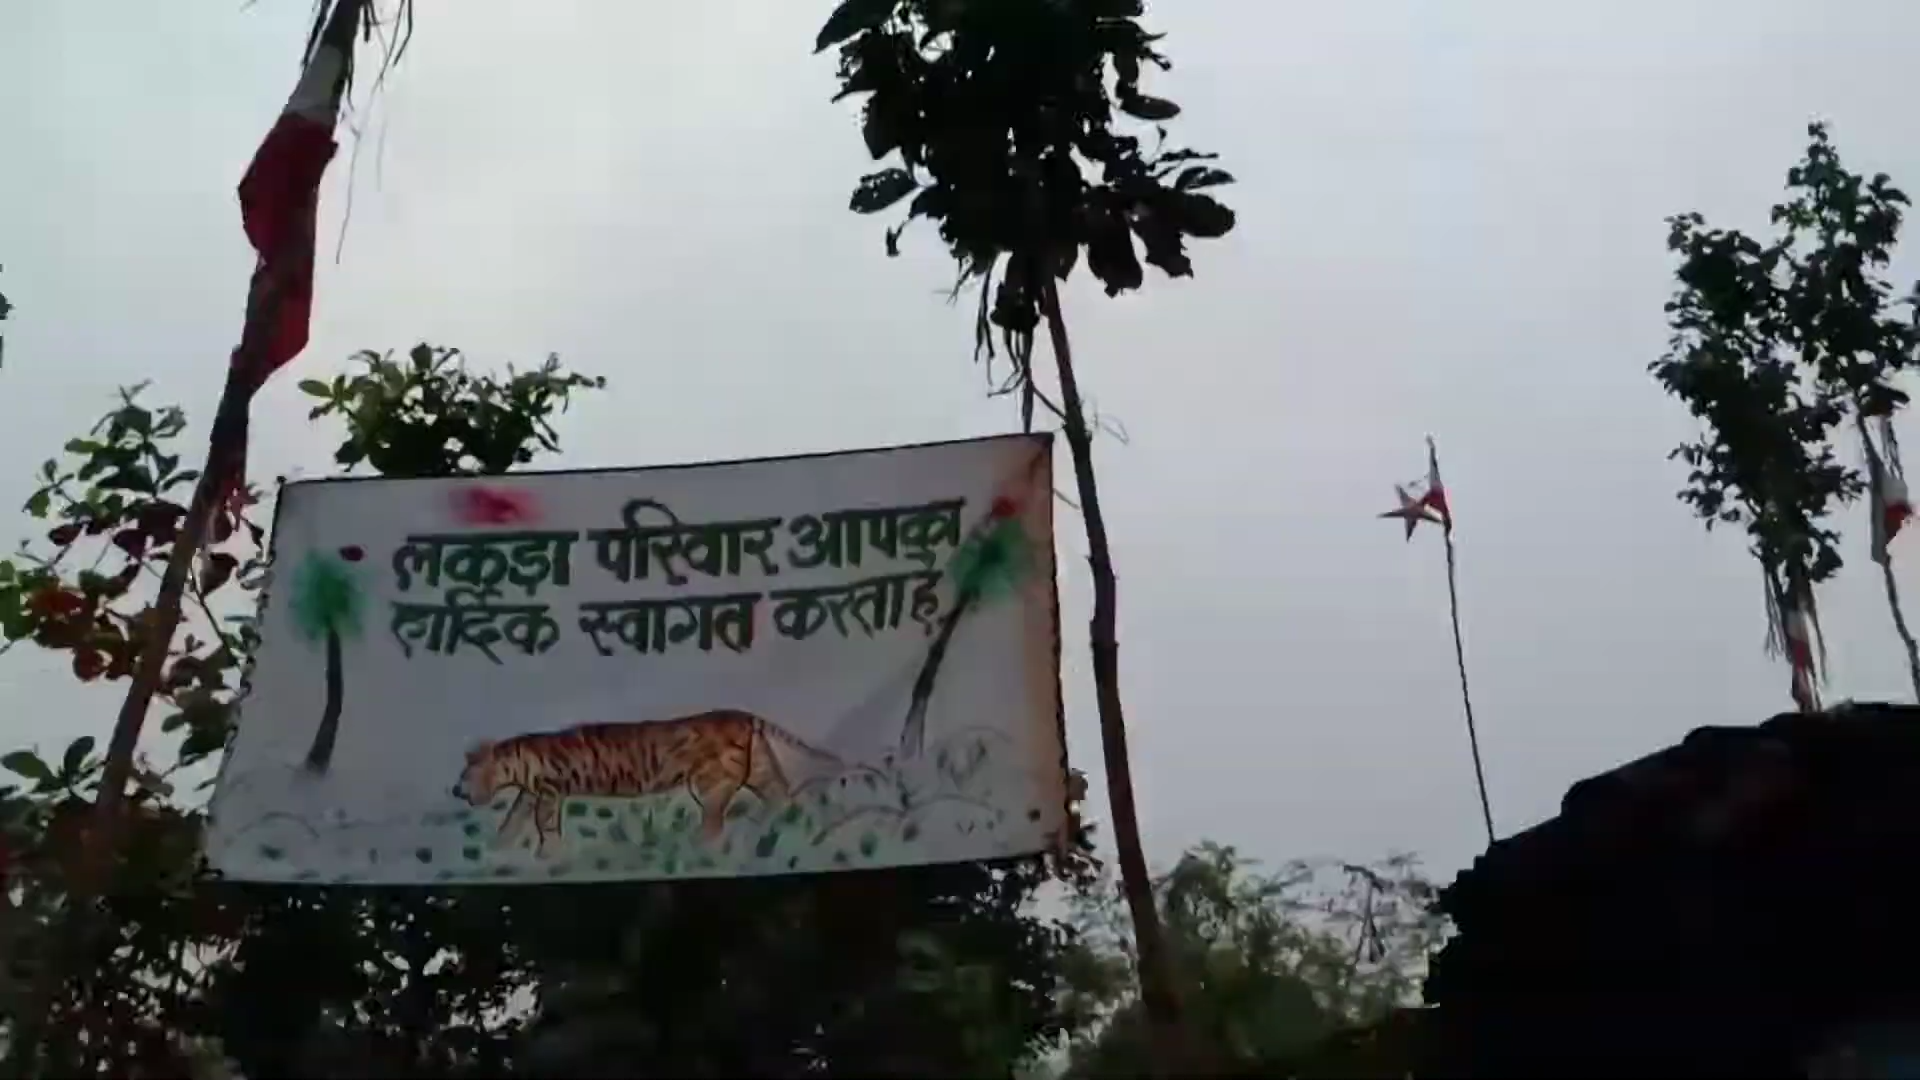 लकड़ा परिवार आपका
हार्दिक स्वागत करता है